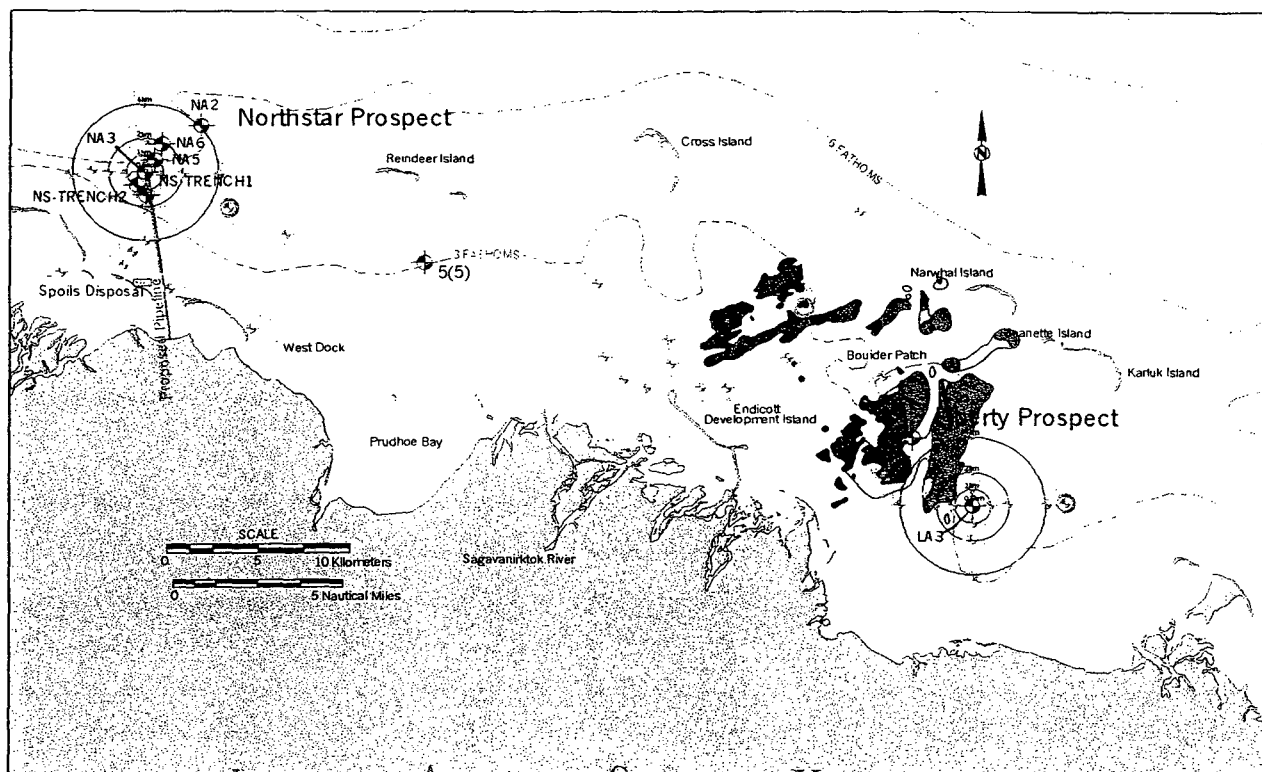 NA2
Northstar Prospect
NA3
NA6
NA5
NS-TRENCH1
NS-TRENCH2
Reindeer Island
Cross Island
6 FATHOMS
N
3 FATHOMS
5(5)
Spoils Disposal
Proposed Pipeline
West Dock
Narwhal Island
Jeanette Island
Bouider Patch
Karluk Island
Endicott
Development Island
rty Prospect
Prudhoe Bay
LA3
SCALE
0 5 10 Kilometers
Sagavanirktok River
0 5 Nautical Miles